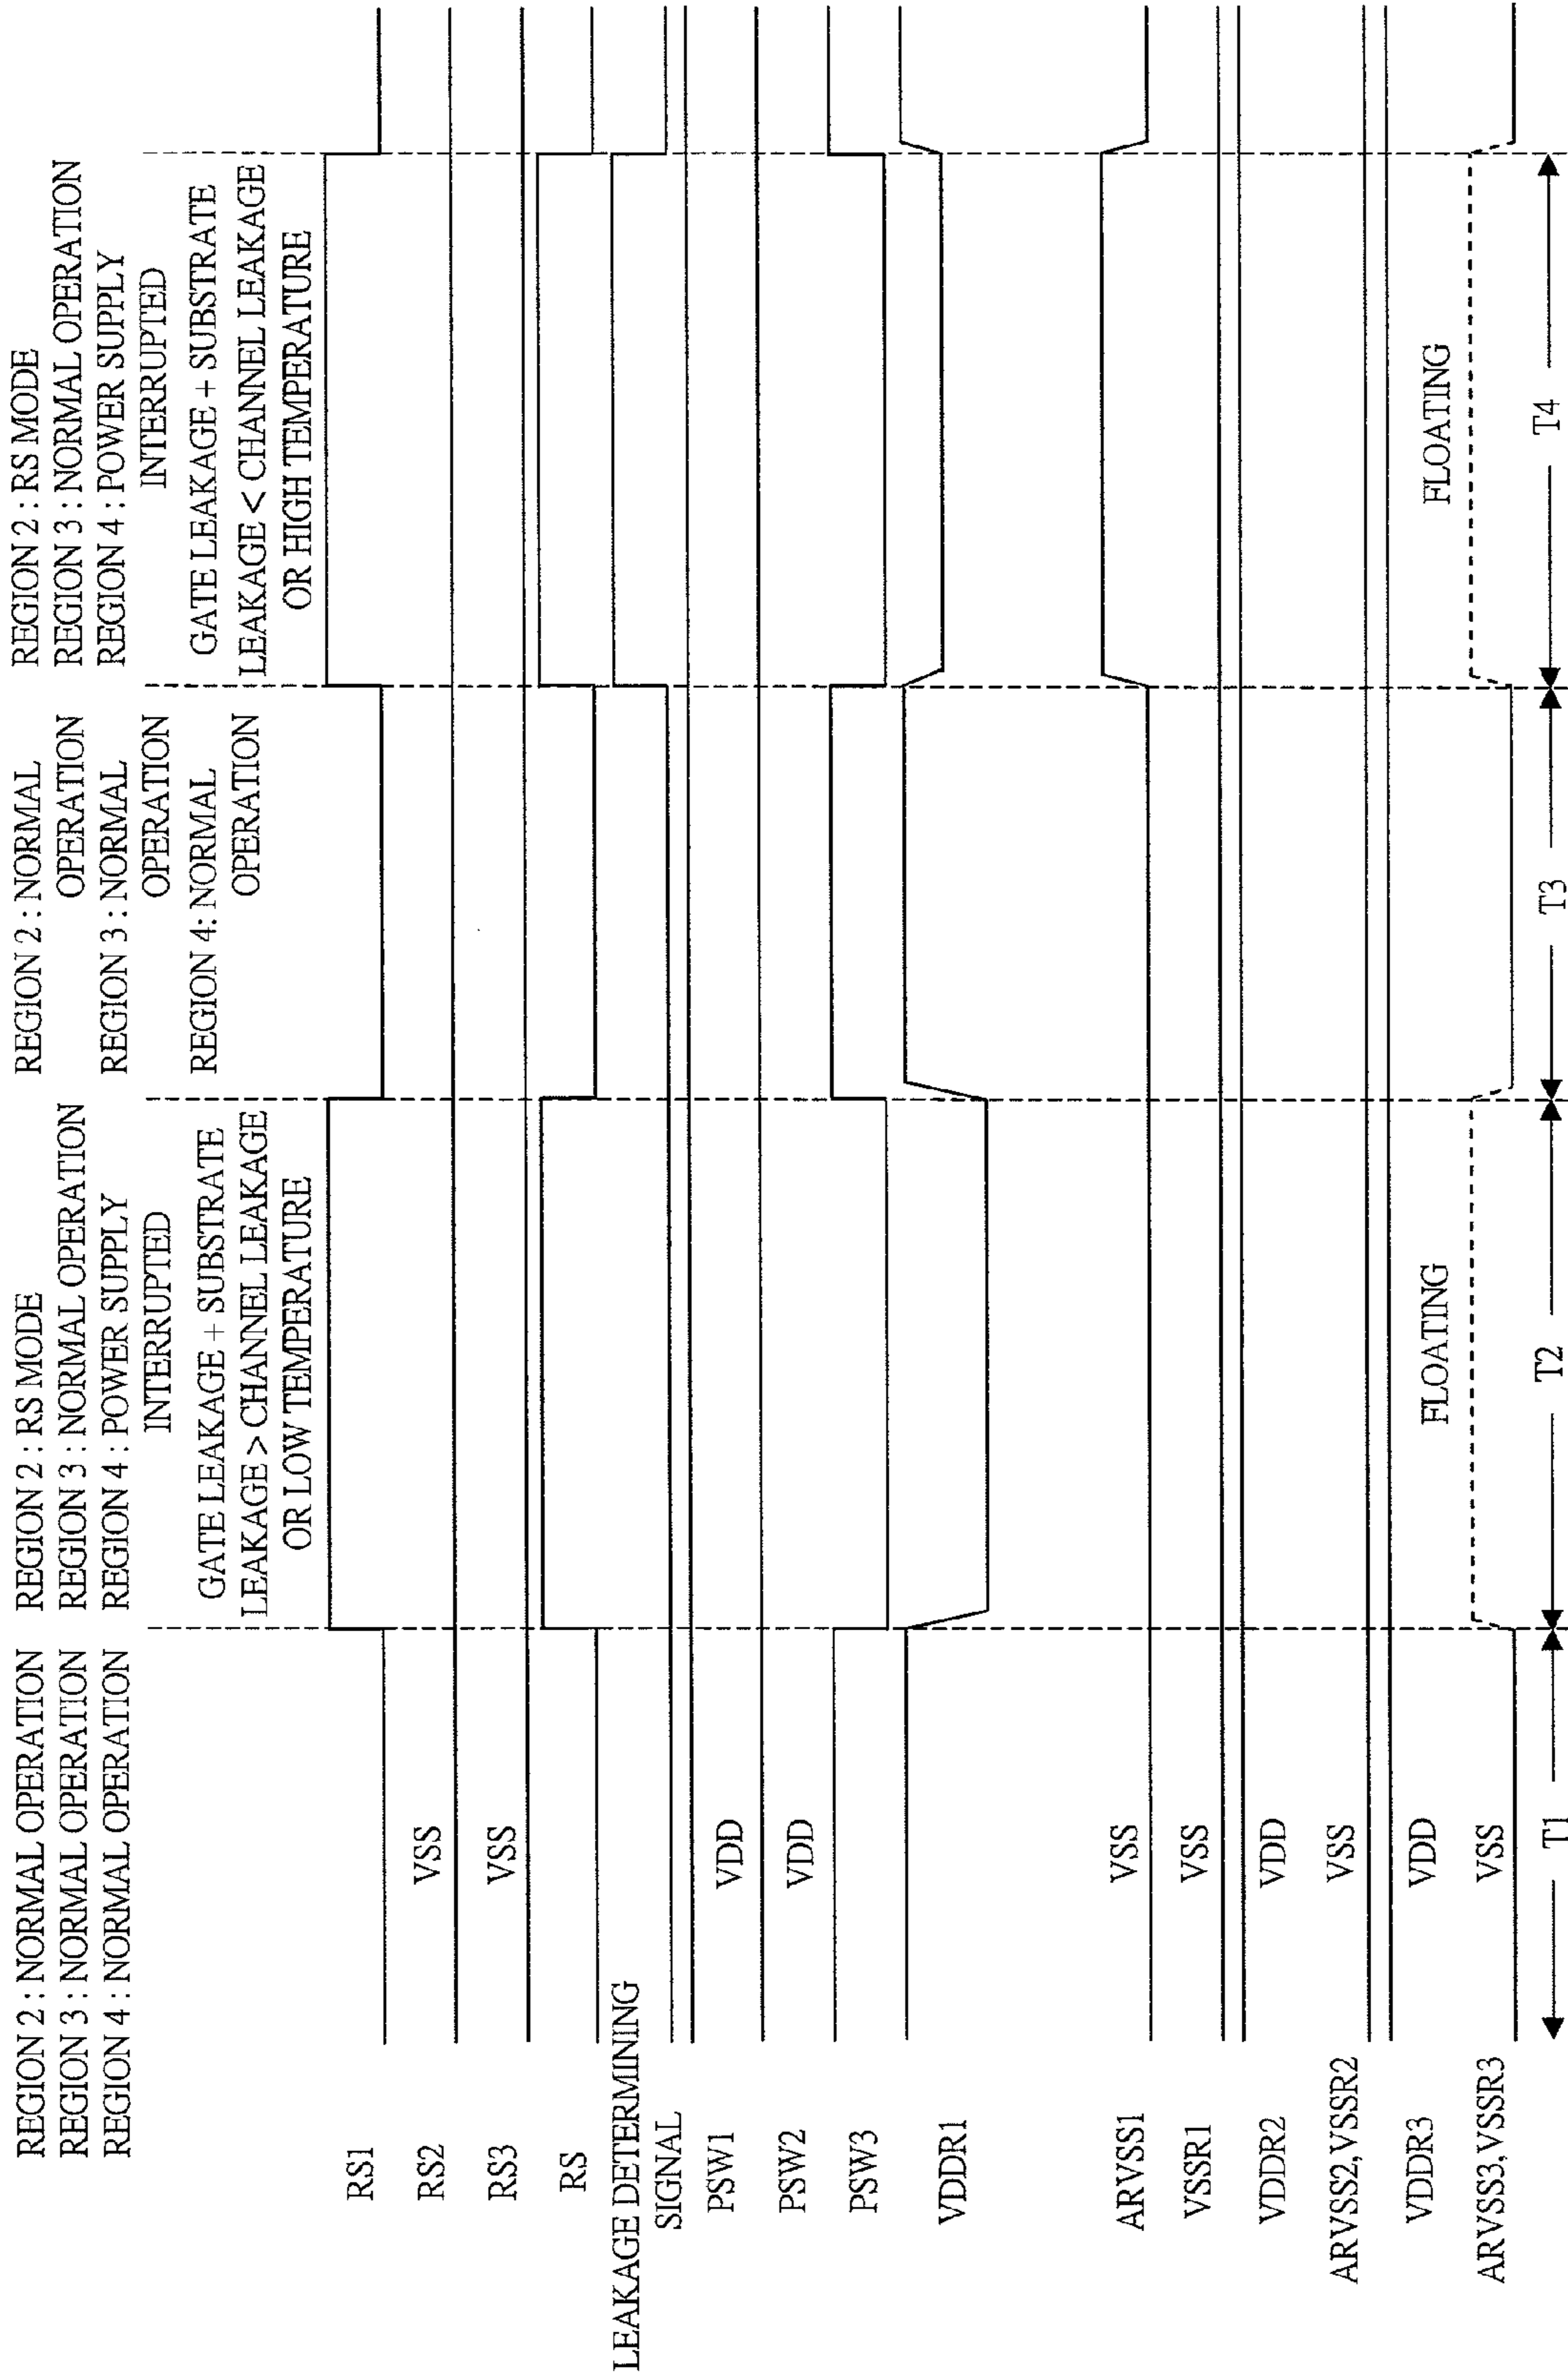 REGION 2 : NORMAL OPERATION
REGION 3 : NORMAL OPERATION
REGION 4 : NORMAL OPERATION
REGION 2 : RS MODE
REGION 3 : NORMAL OPERATION
REGION 4 : POWER SUPPLY
INTERRUPTED
GATE LEAKAGE + SUBSTRATE
LEAKAGE > CHANNEL LEAKAGE
OR LOW TEMPERATURE
REGION 2 : NORMAL
OPERATION
REGION 3 : NORMAL
OPERATION
REGION 4: NORMAL
OPERATION
REGION 2 : RS MODE
REGION 3 : NORMAL OPERATION
REGION 4 : POWER SUPPLY
INTERRUPTED
GATE LEAKAGE + SUBSTRATE
LEAKAGE < CHANNEL LEAKAGE
OR HIGH TEMPERATURE
RS1
RS2 VSS
RS3 VSS
RS
LEAKAGE DETERMINING
SIGNAL
PSW1 VDD
PSW2 VDD
PSW3
VDDR1
ARVSS1 VSS
VSSR1 VSS
VDDR2 VDD
ARVSS2,VSSR2 VSS
VDDR3 VDD
FLOATING FLOATING
ARVSS3,VSSR3 VSS
T1 T2 T3 T4